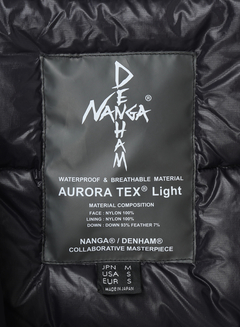 DENHAM
NANGA®
WATERPROOF & BREATHABLE MATERIAL
AURORA TEX® Light
MATERIAL COMPOSITION
FACE : NYLON 100%
LINING : NYLON 100%
DOWN : DOWN 93% FEATHER 7%
NANGA® / DENHAM®
COLLABORATIVE MASTERPIECE
JPN M
USA S
EUR S
MADE IN JAPAN